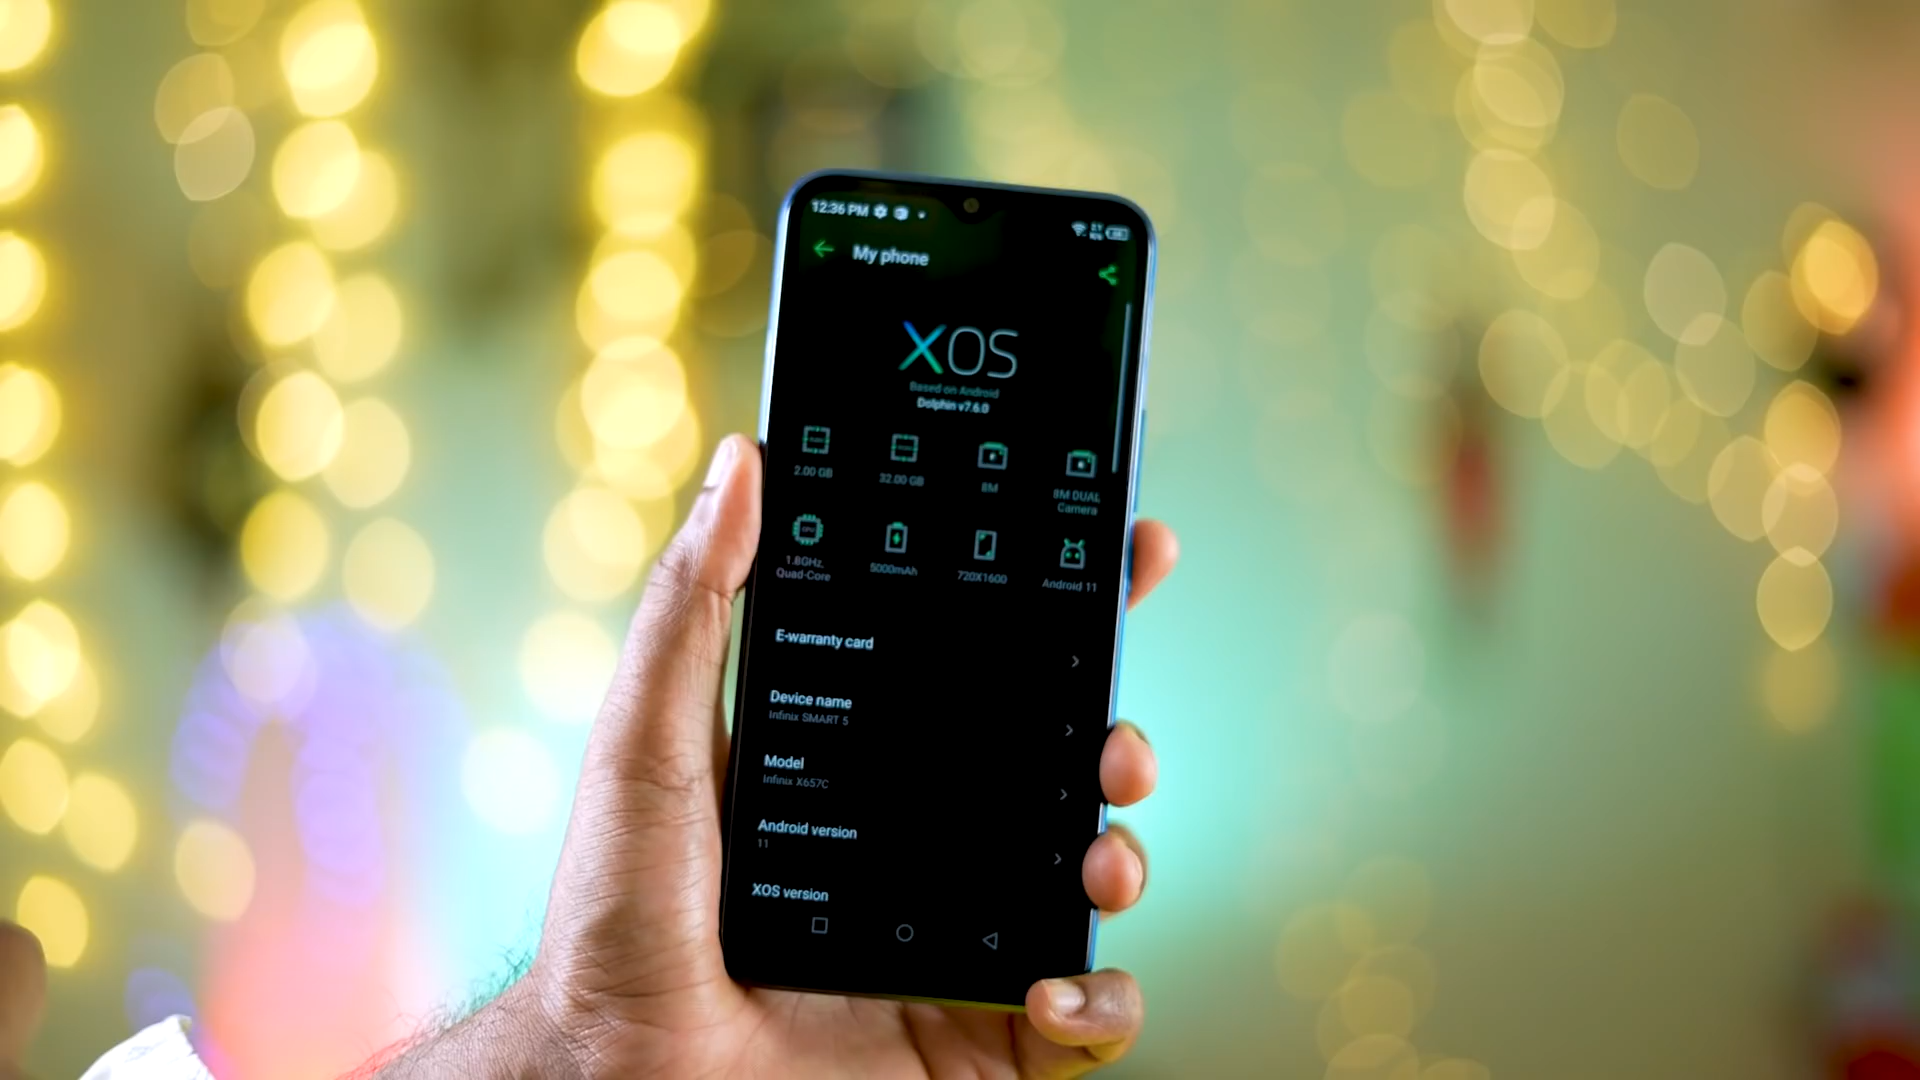 12:36 PM
My phone
XOS
Based on Android
Dolphin v7.6.0
2.00 GB
32.00 GB
8M
8M DUAL
Camera
CPU
1.8GHz,
Quad-Core
5000mAh
720X1600
Android 11
E-warranty card
Device name
Infinix SMART 5
Model
Infinix X657C
Android version
11
XOS version